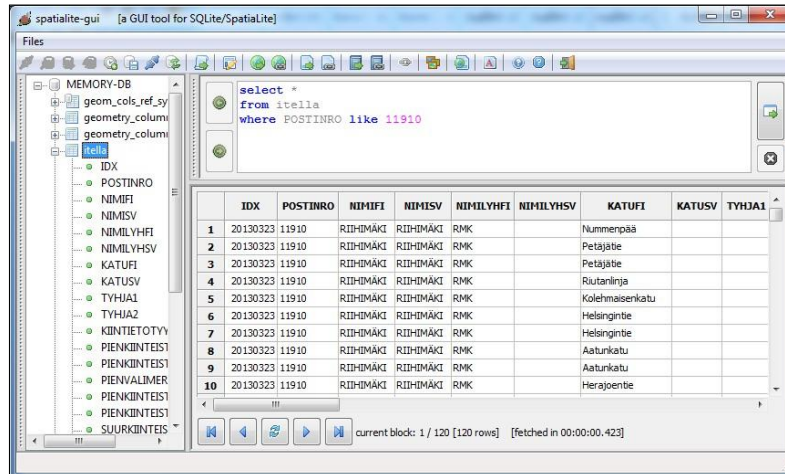 spatialite-gui [a GUI tool for SQLite/SpatiaLite]
Files
MEMORY-DB
geom_cols_ref_sy
geometry_colum
geometry_column
itella
IDX
POSTINRO
NIMIFI
NIMISV
NIMILYHFI
NIMILYHSV
KATUFI
KATUSV
TYHJA1
TYHJA2
KIINTIETOTYY
PIENKIINTEIST
PIENKIINTEIST
PIENVALIMER
PIENKIINTEIST
PIENKIINTEIST
SUURKIINTEIS
select *
from itella
where POSTINRO like 11910
IDX POSTINRO NIMIFI NIMISV NIMILYHFI NIMILYHSV KATUFI KATUSV TYHJA1
1 20130323 11910 RIIHIMÄKI RIIHIMÄKI RMK Nummenpää
2 20130323 11910 RIIHIMÄKI RIIHIMÄKI RMK Petäjätie
3 20130323 11910 RIIHIMÄKI RIIHIMÄKI RMK Petäjätie
4 20130323 11910 RIIHIMÄKI RIIHIMÄKI RMK Riutanlinja
5 20130323 11910 RIIHIMÄKI RIIHIMÄKI RMK Kolehmaisenkatu
6 20130323 11910 RIIHIMÄKI RIIHIMÄKI RMK Helsingintie
7 20130323 11910 RIIHIMÄKI RIIHIMÄKI RMK Helsingintie
8 20130323 11910 RIIHIMÄKI RIIHIMÄKI RMK Aatunkatu
9 20130323 11910 RIIHIMÄKI RIIHIMÄKI RMK Aatunkatu
10 20130323 11910 RIIHIMÄKI RIIHIMÄKI RMK Herajoentie
current block: 1 / 120 [120 rows] [fetched in 00:00:00.423]